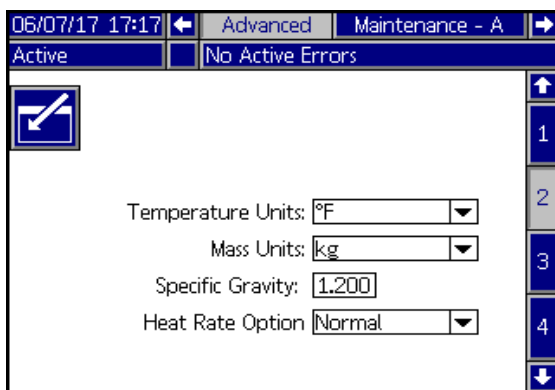 06/07/17 17:17 Advanced Maintenance - A
Active No Active Errors
1
2
Temperature Units: °F
Mass Units: kg
3
Specific Gravity: 1.200
Heat Rate Option Normal
4